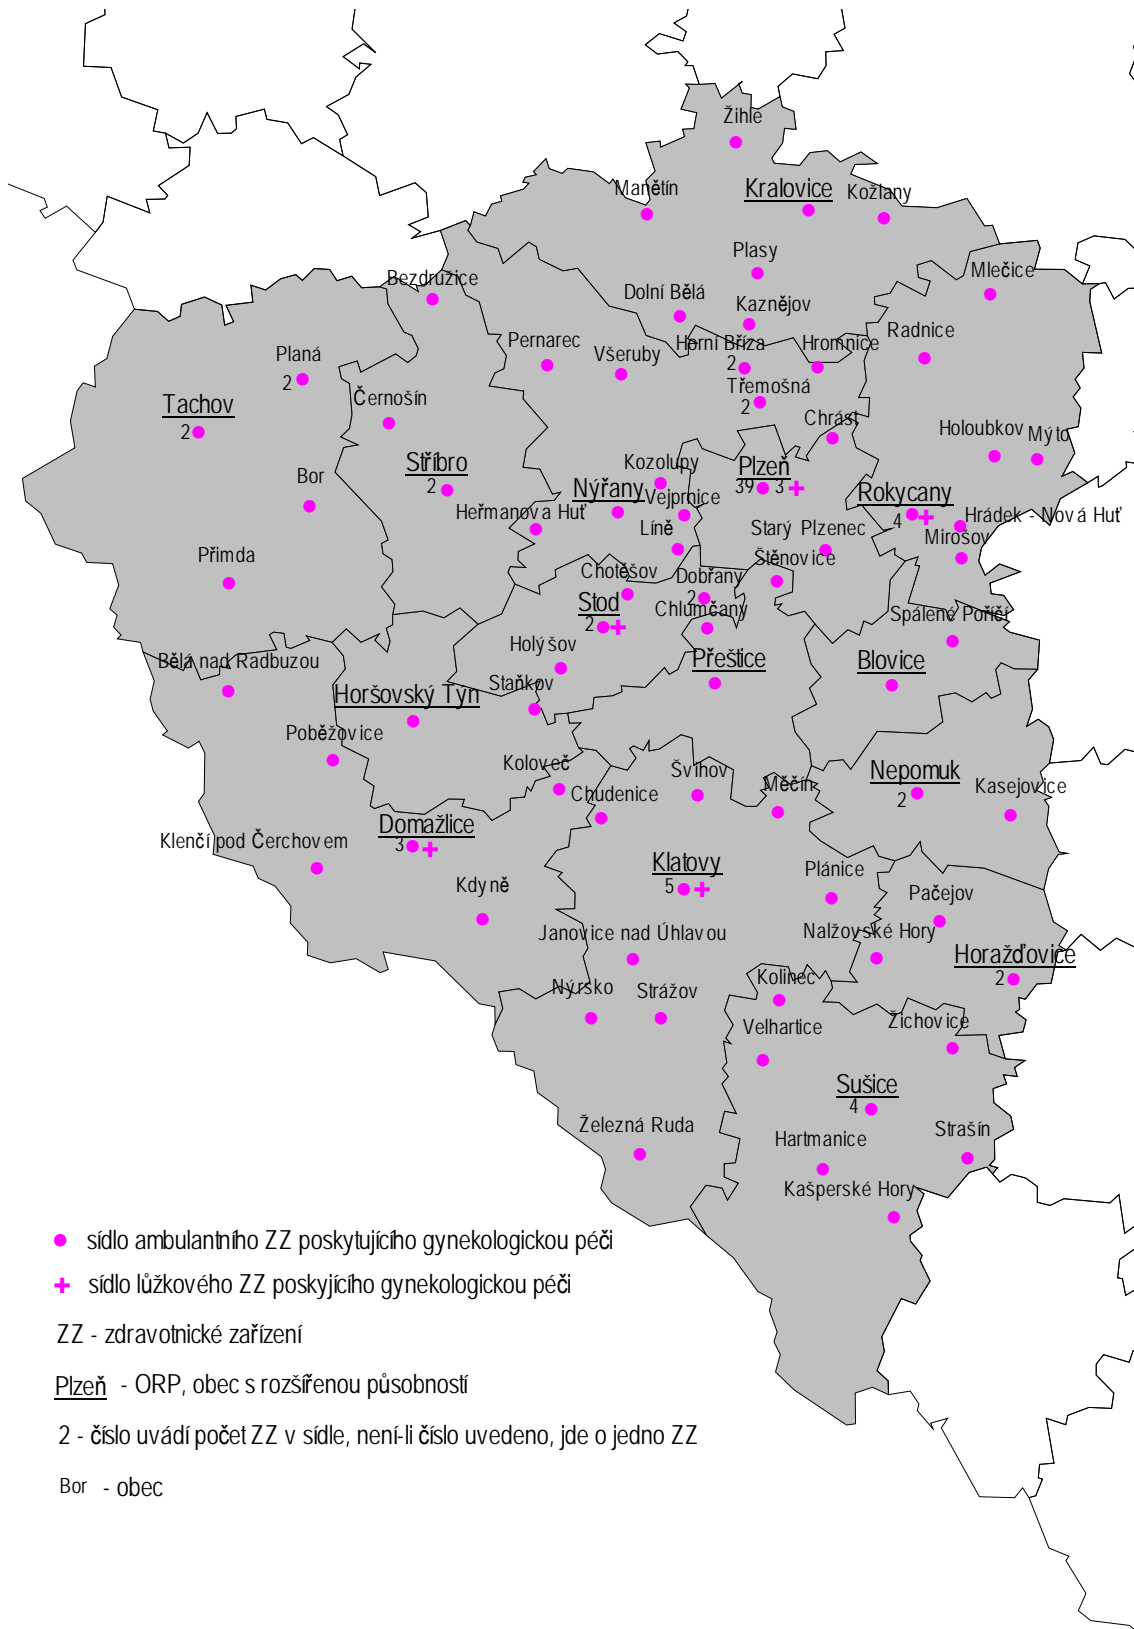 Žihle
Manětín
Kralovice
Kožlany
Plasy
Mlečice
Bezdružice
Dolní Bělá
Kaznějov
Radnice
Pernarec
Všeruby
Horní Bříza
2
Hromnice
Planá
2
Třemošná
2
Černošín
Tachov
2
Chrást
Holoubkov
Mýto
Stříbro
2
Kozolupy
Plzeň
39 3
Bor
Nýřany
Vejprnice
Rokycany
4
Heřmanova Huť
Hrádek - Nová Huť
Líně
Starý Plzenec
Mirošov
Přimda
Štěnovice
Chotěšov
Dobřany
2
Stod
2
Chlumčany
Spálené Poříčí
Holýšov
Bělá nad Radbuzou
Přeštice
Blovice
Horšovský Týn
Staňkov
Poběžovice
Koloveč
Švihov
Nepomuk
2
Měčín
Kasejovice
Chudenice
Domažlice
3
Klenčí pod Čerchovem
Klatovy
5
Plánice
Kdyně
Pačejov
Janovice nad Úhlavou
Nalžovské Hory
Horažďovice
2
Kolinec
Nýrsko
Strážov
Velhartice
Žichovice
Sušice
4
Železná Ruda
Hartmanice
Strašín
Kašperské Hory
sídlo ambulantního ZZ poskytujícího gynekologickou péči
sídlo lůžkového ZZ poskyjícího gynekologickou péči
ZZ - zdravotnické zařízení
Plzeň - ORP, obec s rozšířenou působností
2 - číslo uvádí počet ZZ v sídle, není-li číslo uvedeno, jde o jedno ZZ
Bor - obec